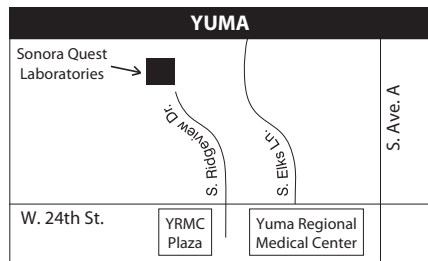 YUMA
Sonora Quest
Laboratories
S. Ridgeview Dr.
S. Elks Ln.
S. Ave. A
W. 24th St.
YRMC
Plaza
Yuma Regional
Medical Center